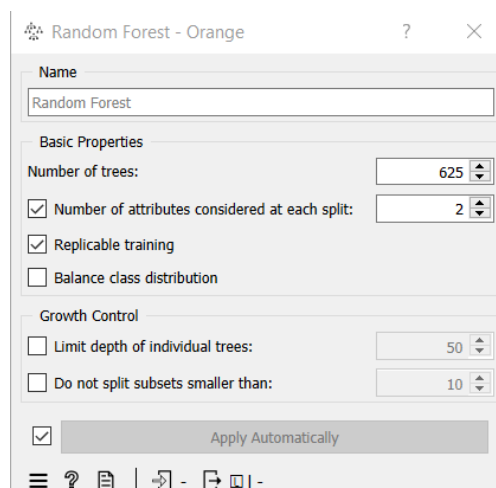 Random Forest - Orange ?
Name
Random Forest
Basic Properties
Number of trees: 625
Number of attributes considered at each split: 2
Replicable training
Balance class distribution
Growth Control
Limit depth of individual trees: 50
Do not split subsets smaller than: 10
Apply Automatically
? - -